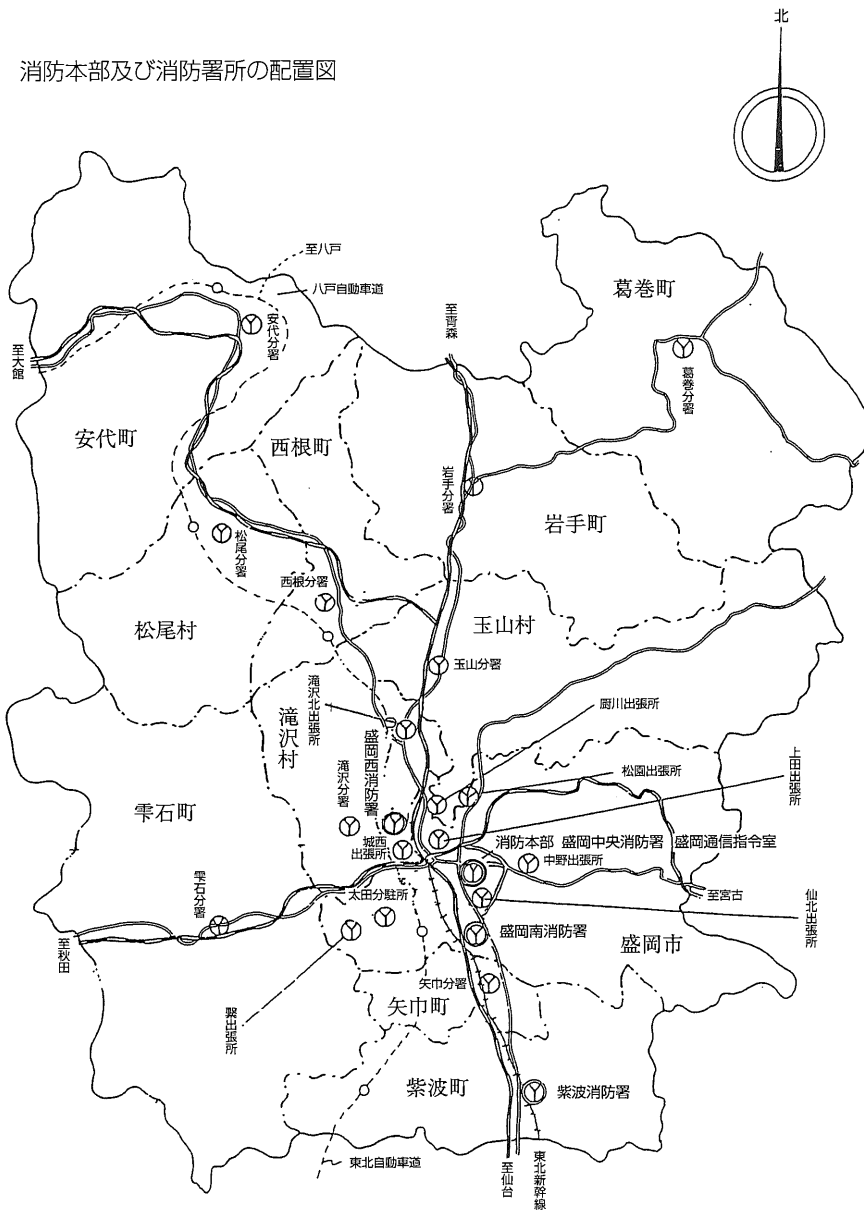 北
消防本部及び消防署所の配置図
至八戸
八戸自動車道
葛巻町
至青森
安代分署
至大館
葛巻分署
安代町
西根町
岩手分署
岩手町
松尾分署
西根分署
松尾村
玉山村
玉山分署
滝沢北出張所
厨川出張所
滝沢村
盛岡西消防署
松園出張所
上田出張所
滝沢分署
雫石町
城西出張所
消防本部 盛岡中央消防署 盛岡通信指令室
中野出張所
太田分駐所
雫石分署
至宮古
仙北出張所
至秋田
盛岡南消防署
盛岡市
矢巾分署
繋出張所
矢巾町
紫波町
紫波消防署
東北自動車道
至仙台
東北新幹線